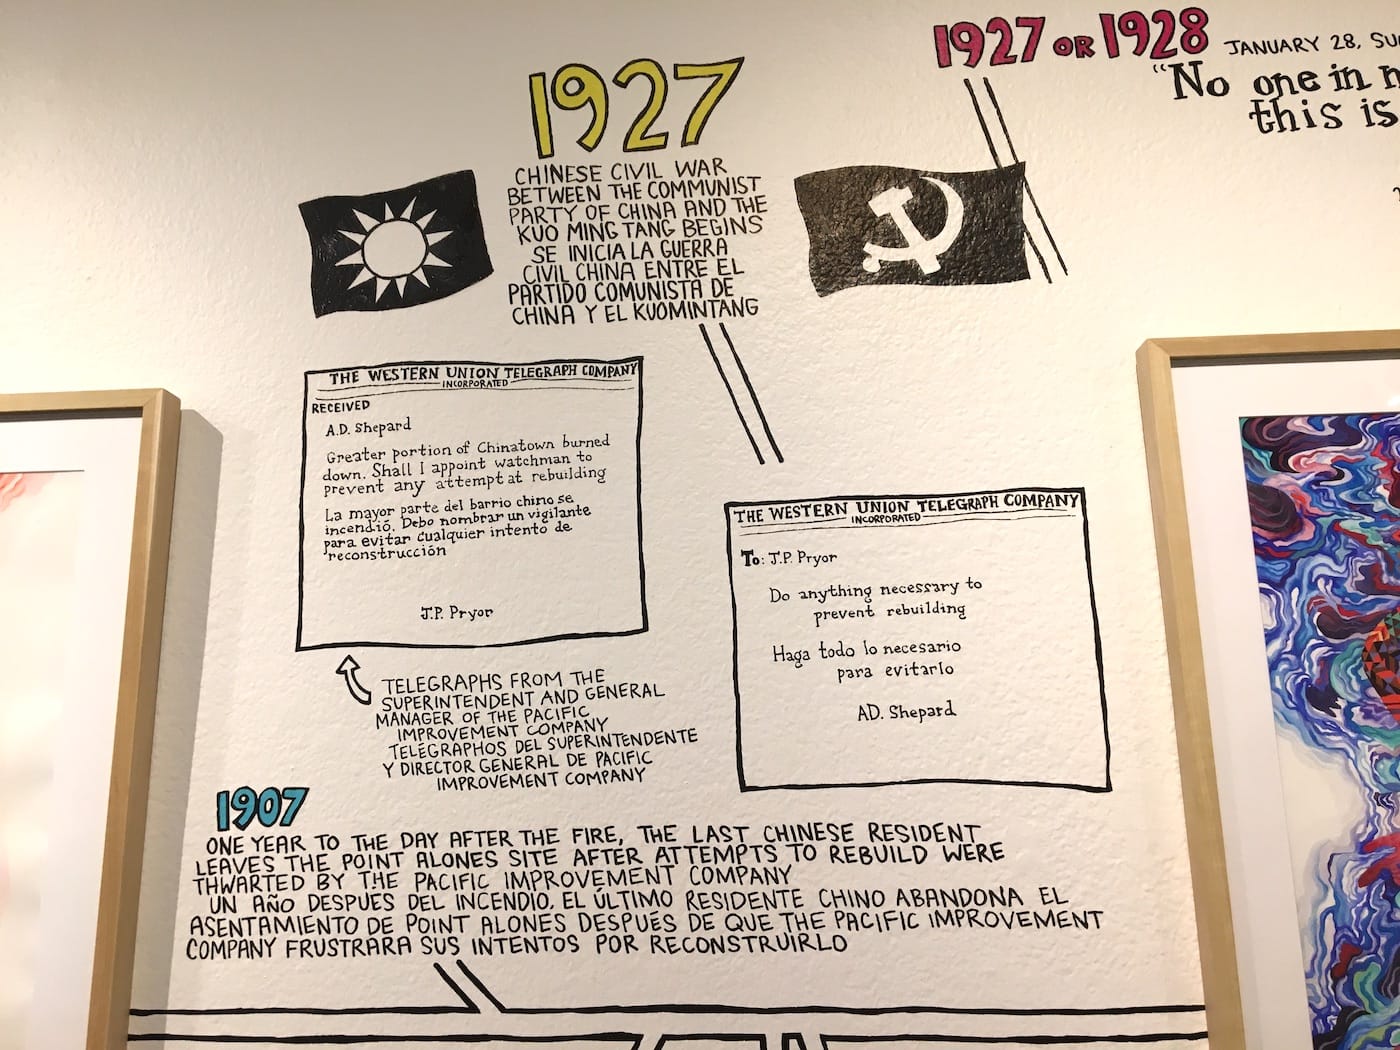 1927
CHINESE CIVIL WAR
BETWEEN THE COMMUNIST
PARTY OF CHINA AND THE
KUO MING TANG BEGINS
SE INICIA LA GUERRA
CIVIL CHINA ENTRE EL
PARTIDO COMUNISTA DE
CHINA Y EL KUOMINTANG
1927 OR 1928 JANUARY 28,
"No one in
this is
THE WESTERN UNION TELEGRAPH COMPANY
INCORPORATED
RECEIVED
A.D. Shepard
Greater portion of Chinatown burned
down. Shall I appoint watchman to
prevent any attempt at rebuilding
La mayor parte del barrio chino se
incendió. Debo nombrar un vigilante
para evitar cualquier intento de
reconstrucción
J.P. Pryor
THE WESTERN UNION TELEGRAPH COMPANY
INCORPORATED
To: J.P. Pryor
Do anything necessary to
prevent rebuilding
Haga todo lo necesario
para evitarlo
AD. Shepard
TELEGRAPHS FROM THE
SUPERINTENDENT AND GENERAL
MANAGER OF THE PACIFIC
IMPROVEMENT COMPANY
TELÉGRAPHOS DEL SUPERINTENDENTE
Y DIRECTOR GENERAL DE PACIFIC
IMPROVEMENT COMPANY
1907
ONE YEAR TO THE DAY AFTER THE FIRE, THE LAST CHINESE RESIDENT
LEAVES THE POINT ALONES SITE AFTER ATTEMPTS TO REBUILD WERE
THWARTED BY THE PACIFIC IMPROVEMENT COMPANY
UN AÑO DESPUES DEL INCENDIO, EL ÚLTIMO RESIDENTE CHINO ABANDONA EL
ASENTAMIENTO DE POINT ALONES DESPUÉS DE QUE THE PACIFIC IMPROVEMENT
COMPANY FRUSTRARA SUS INTENTOS POR RECONSTRUIRLO